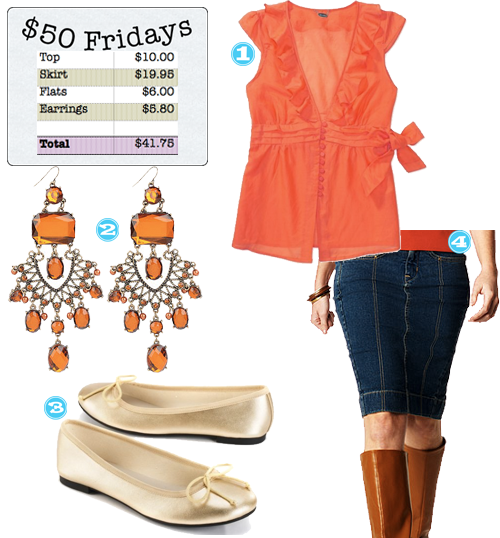 $50 Fridays
Top $10.00
Skirt $19.95
Flats $6.00
Earrings $5.80
Total $41.75
1
2
3
4